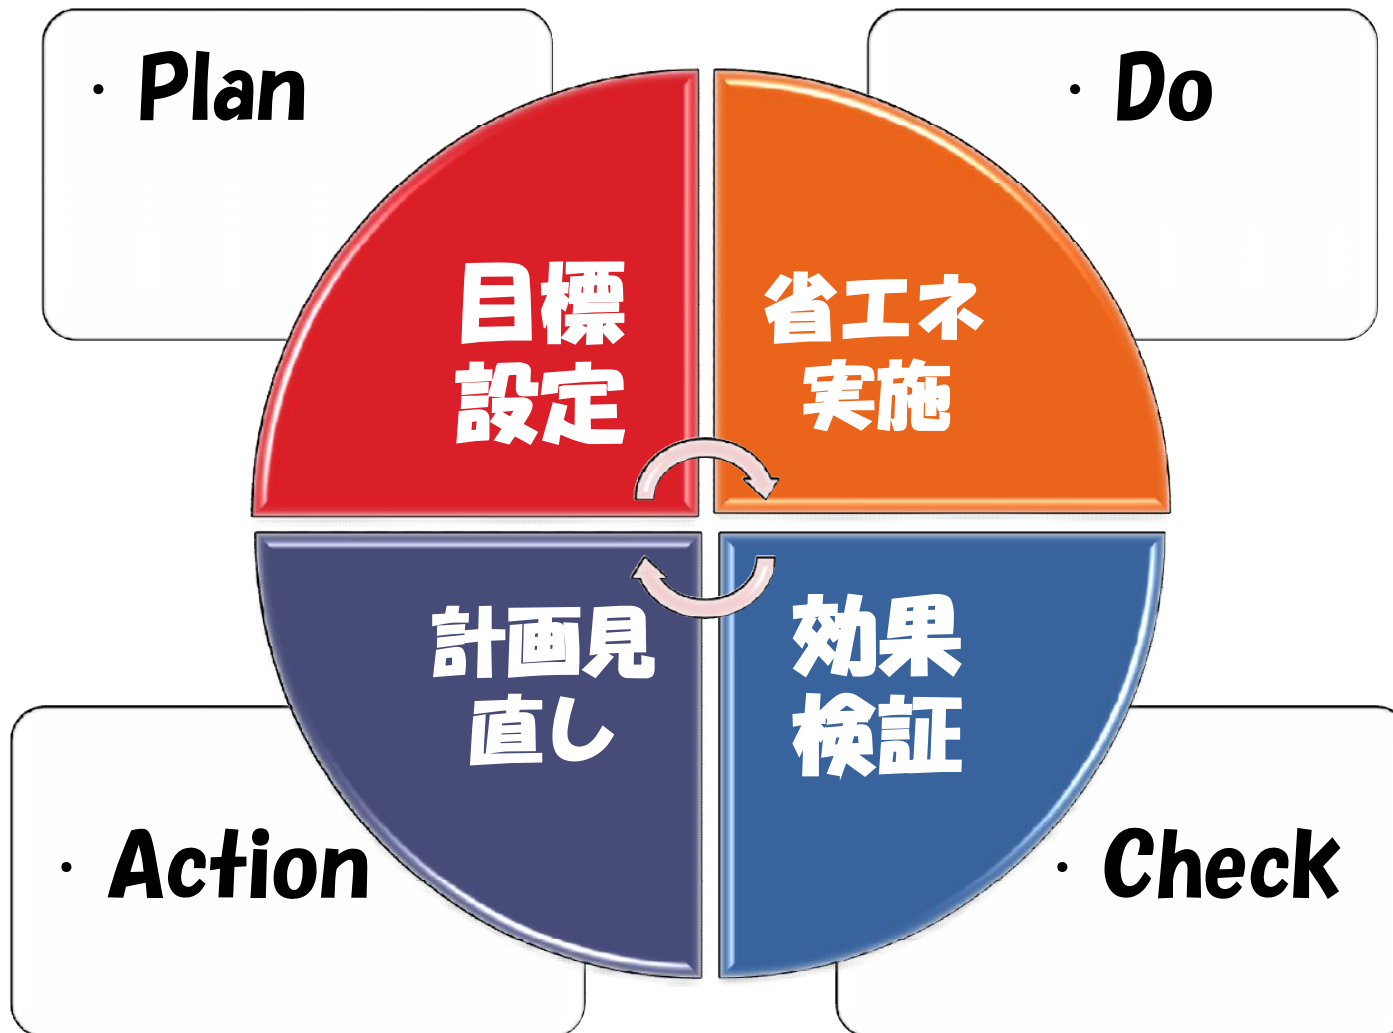 ・Plan
・Do
目標
設定
省エネ
実施
計画見
直し
効果
検証
・Action
・Check